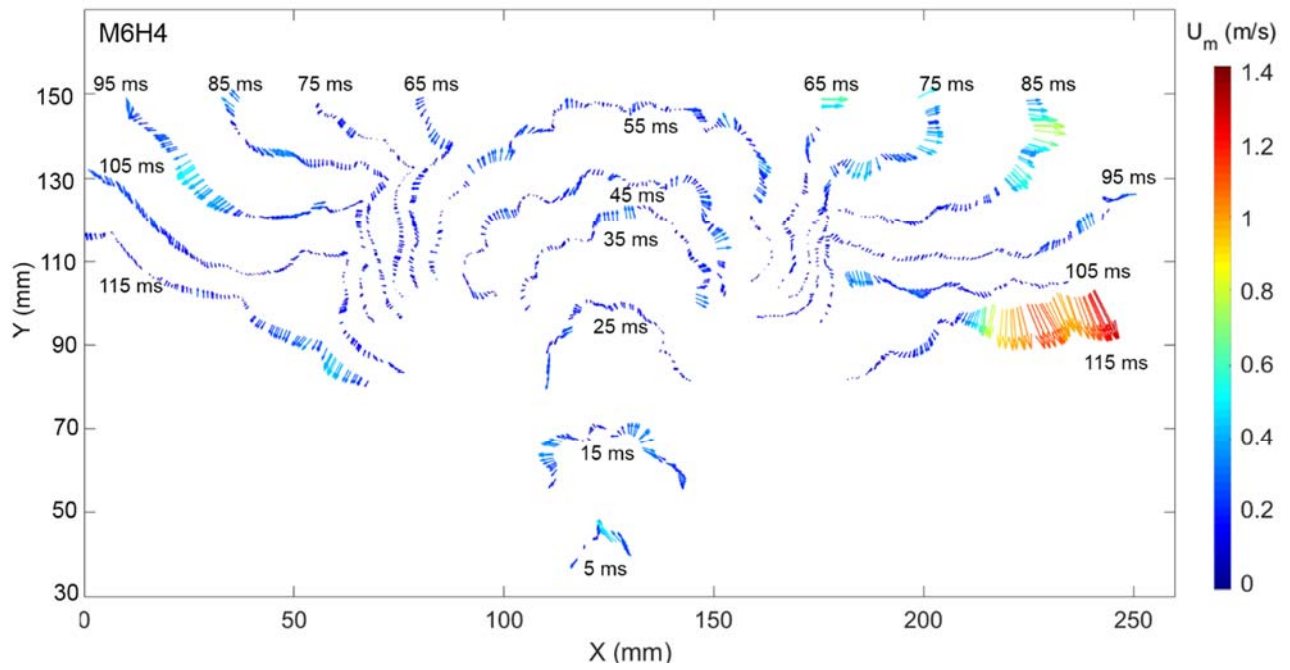 M6H4
U_m (m/s)
95 ms
85 ms
75 ms
65 ms
65 ms
75 ms
85 ms
55 ms
105 ms
95 ms
45 ms
35 ms
115 ms
105 ms
25 ms
115 ms
15 ms
5 ms
150
130
110
90
70
50
30
Y (mm)
0
50
100
150
200
250
X (mm)
1.4
1.2
1
0.8
0.6
0.4
0.2
0